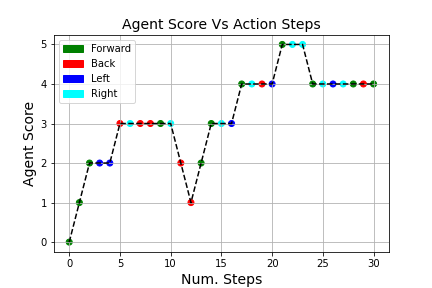 Agent Score Vs Action Steps
Forward
Back
Left
Right
Agent Score
5
4
3
2
1
0
0 5 10 15 20 25 30
Num. Steps